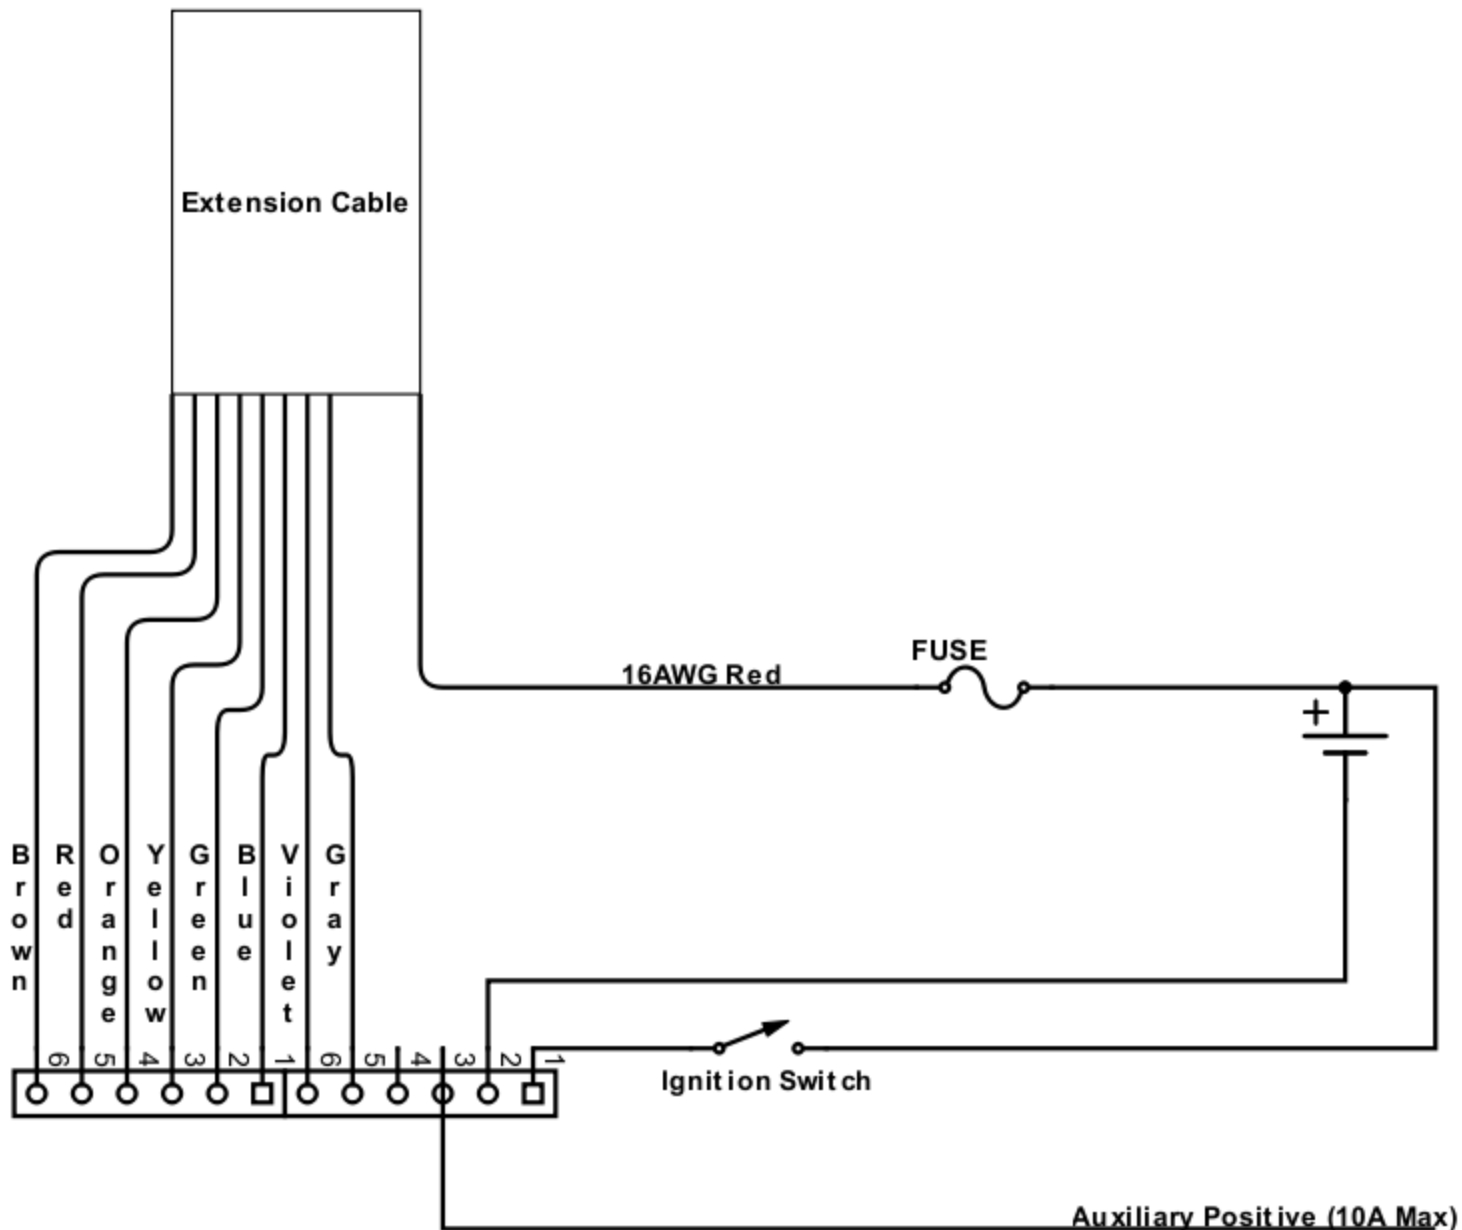 Extension Cable
FUSE
16AWG Red
+
Brown
Red
Orange
Yellow
Green
Blue
Violet
Gray
6 5 4 3 2 1 6 5 4 3 2 1
Ignition Switch
Auxiliary Positive (10A Max)